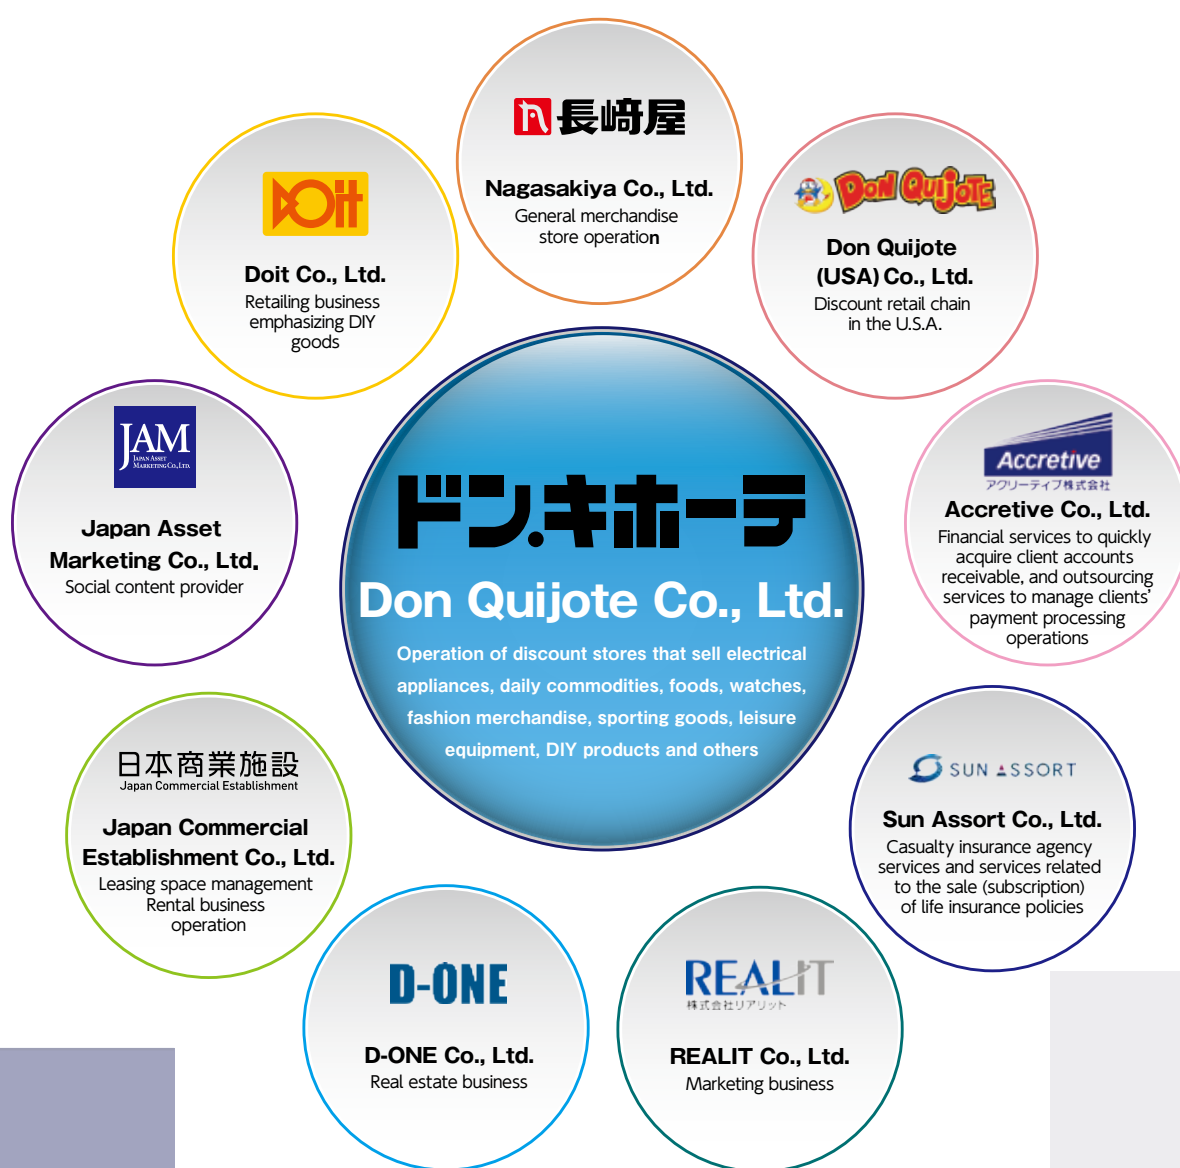 長﨑屋
Nagasakiya Co., Ltd.
General merchandise
store operation
DOit
Doit Co., Ltd.
Retailing business
emphasizing DIY
goods
DON QUIJOTE
Don Quijote
(USA) Co., Ltd.
Discount retail chain
in the U.S.A.
JAM
JAPAN ASSET
MARKETING CO., LTD.
Japan Asset
Marketing Co., Ltd.
Social content provider
ドン.キホーテ
Don Quijote Co., Ltd.
Operation of discount stores that sell electrical
appliances, daily commodities, foods, watches,
fashion merchandise, sporting goods, leisure
equipment, DIY products and others
Accretive
アクリーティブ株式会社
Accretive Co., Ltd.
Financial services to quickly
acquire client accounts
receivable, and outsourcing
services to manage clients'
payment processing
operations
日本商業施設
Japan Commercial Establishment
Japan Commercial
Establishment Co., Ltd.
Leasing space management
Rental business
operation
SUN ASSORT
Sun Assort Co., Ltd.
Casualty insurance agency
services and services related
to the sale (subscription)
of life insurance policies
D-ONE
D-ONE Co., Ltd.
Real estate business
REALIT
株式会社リアリット
REALIT Co., Ltd.
Marketing business